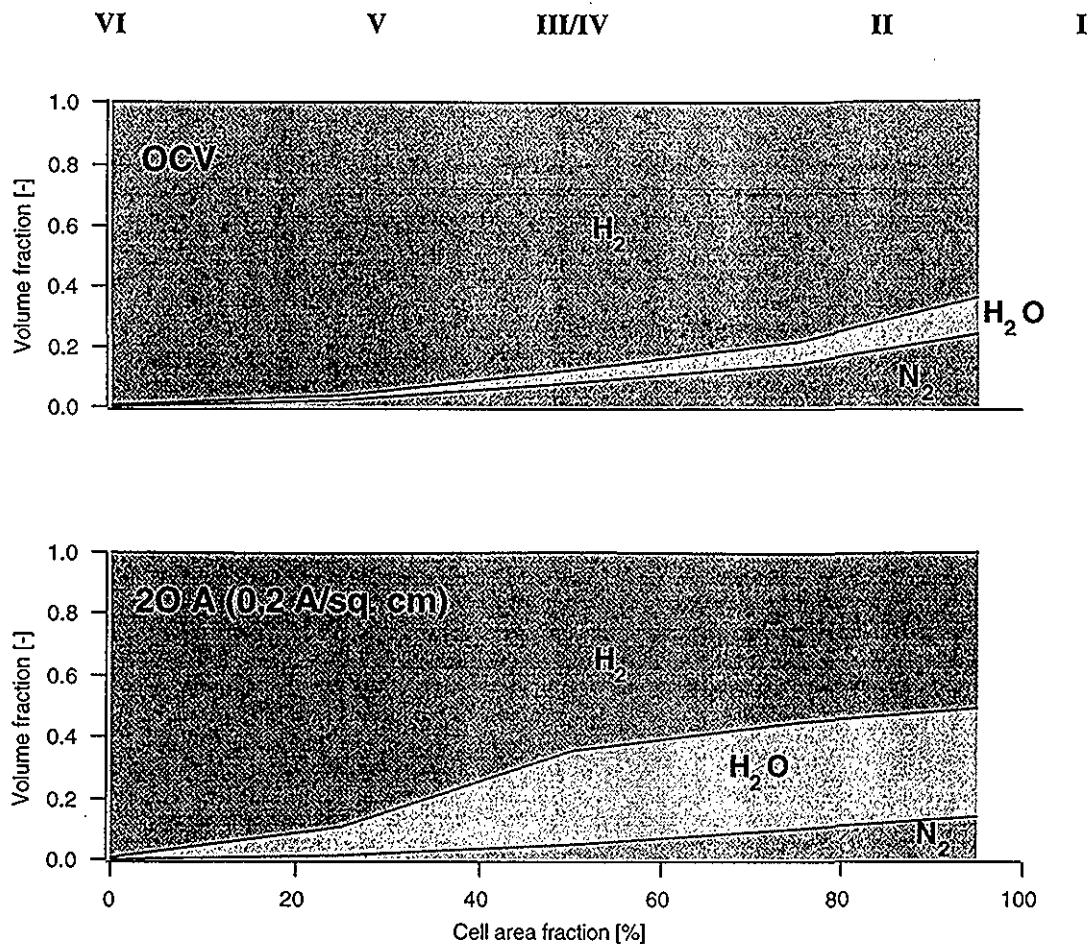 VI V III/IV II I
1.0
0.8
0.6
0.4
0.2
0.0
Volume fraction [-]
OCV
H2
H2O
N2
1.0
0.8
0.6
0.4
0.2
0.0
Volume fraction [-]
20 A (0.2 A/sq. cm)
H2
H2O
N2
0 20 40 60 80 100
Cell area fraction [%]